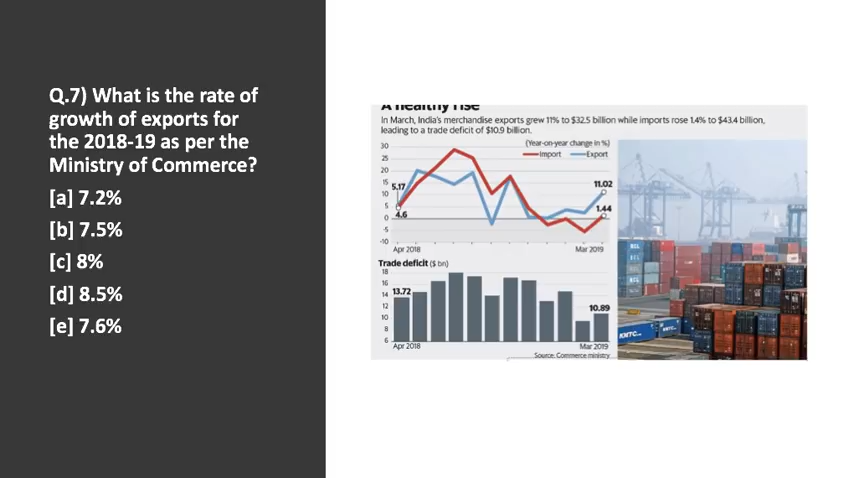 Q.7) What is the rate of
growth of exports for
the 2018-19 as per the
Ministry of Commerce?
[a] 7.2%
[b] 7.5%
[c] 8%
[d] 8.5%
[e] 7.6%
A healthy rise
In March, India's merchandise exports grew 11% to $32.5 billion while imports rose 1.4% to $43.4 billion,
leading to a trade deficit of $10.9 billion.
(Year-on-year change in %)
Import Export
30
25
20
15
10
5
0
-5
-10
5.17
4.6
11.02
1.44
Apr 2018 Mar 2019
Trade deficit ($ bn)
18
16
14
12
10
8
6
13.72
10.89
Apr 2018 Mar 2019
Source: Commerce ministry
KMTC